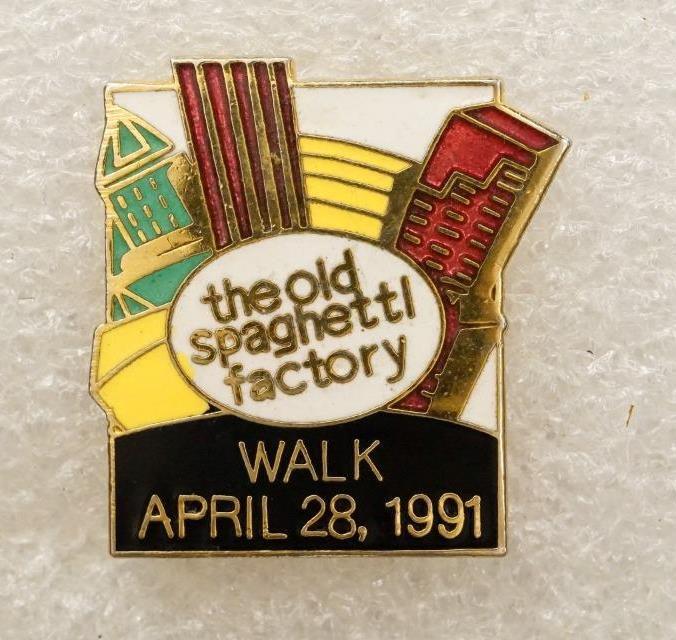 the old
spaghetti
factory
WALK
APRIL 28, 1991